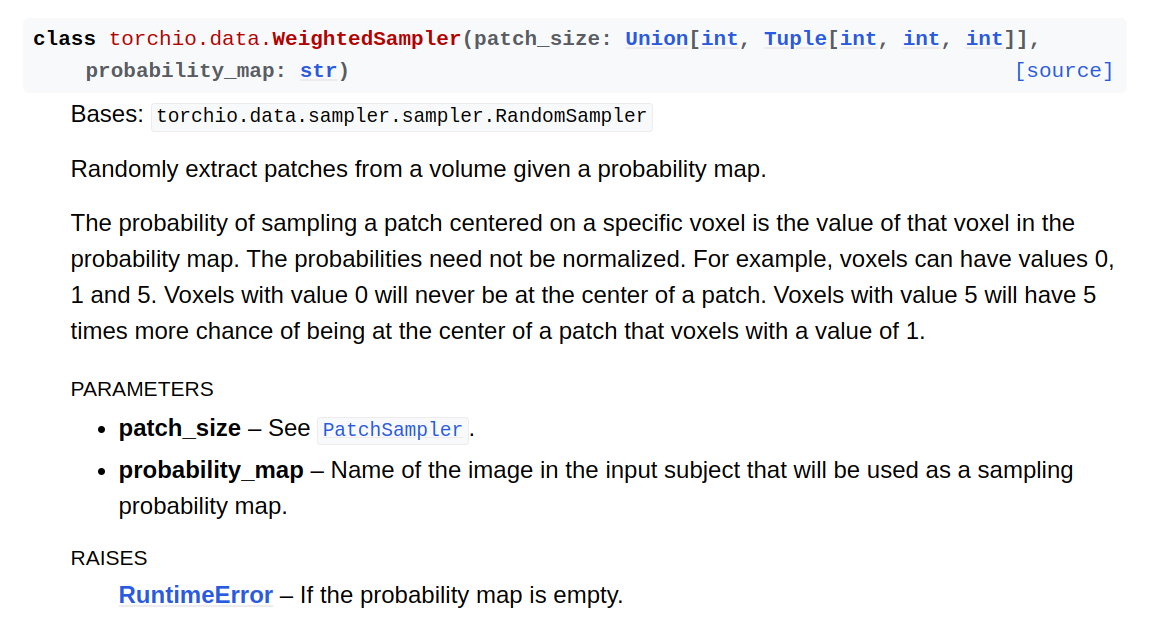 class torchio.data.WeightedSampler(patch_size: Union[int, Tuple[int, int, int]],
probability_map: str) [source]
Bases: torchio.data.sampler.sampler.RandomSampler
Randomly extract patches from a volume given a probability map.
The probability of sampling a patch centered on a specific voxel is the value of that voxel in the
probability map. The probabilities need not be normalized. For example, voxels can have values 0,
1 and 5. Voxels with value 0 will never be at the center of a patch. Voxels with value 5 will have 5
times more chance of being at the center of a patch that voxels with a value of 1.
PARAMETERS
• patch_size – See PatchSampler.
• probability_map – Name of the image in the input subject that will be used as a sampling
probability map.
RAISES
RuntimeError – If the probability map is empty.